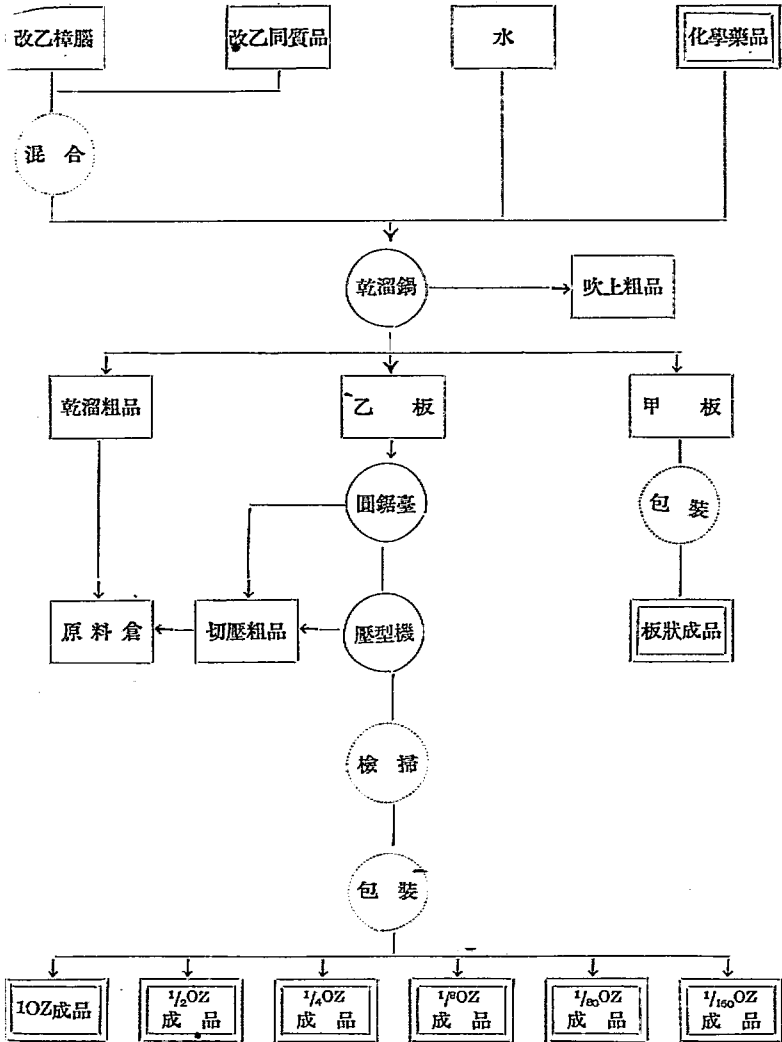 改乙樟腦
改乙同質品
水
化學藥品
混合
乾溜鍋
吹上粗品
乾溜粗品
乙板
甲板
圓鋸臺
包裝
原料倉
切壓粗品
壓型機
板狀成品
檢掃
包裝
1OZ成品
1/2OZ
成品
1/4OZ
成品
1/8OZ
成品
1/80OZ
成品
1/160OZ
成品